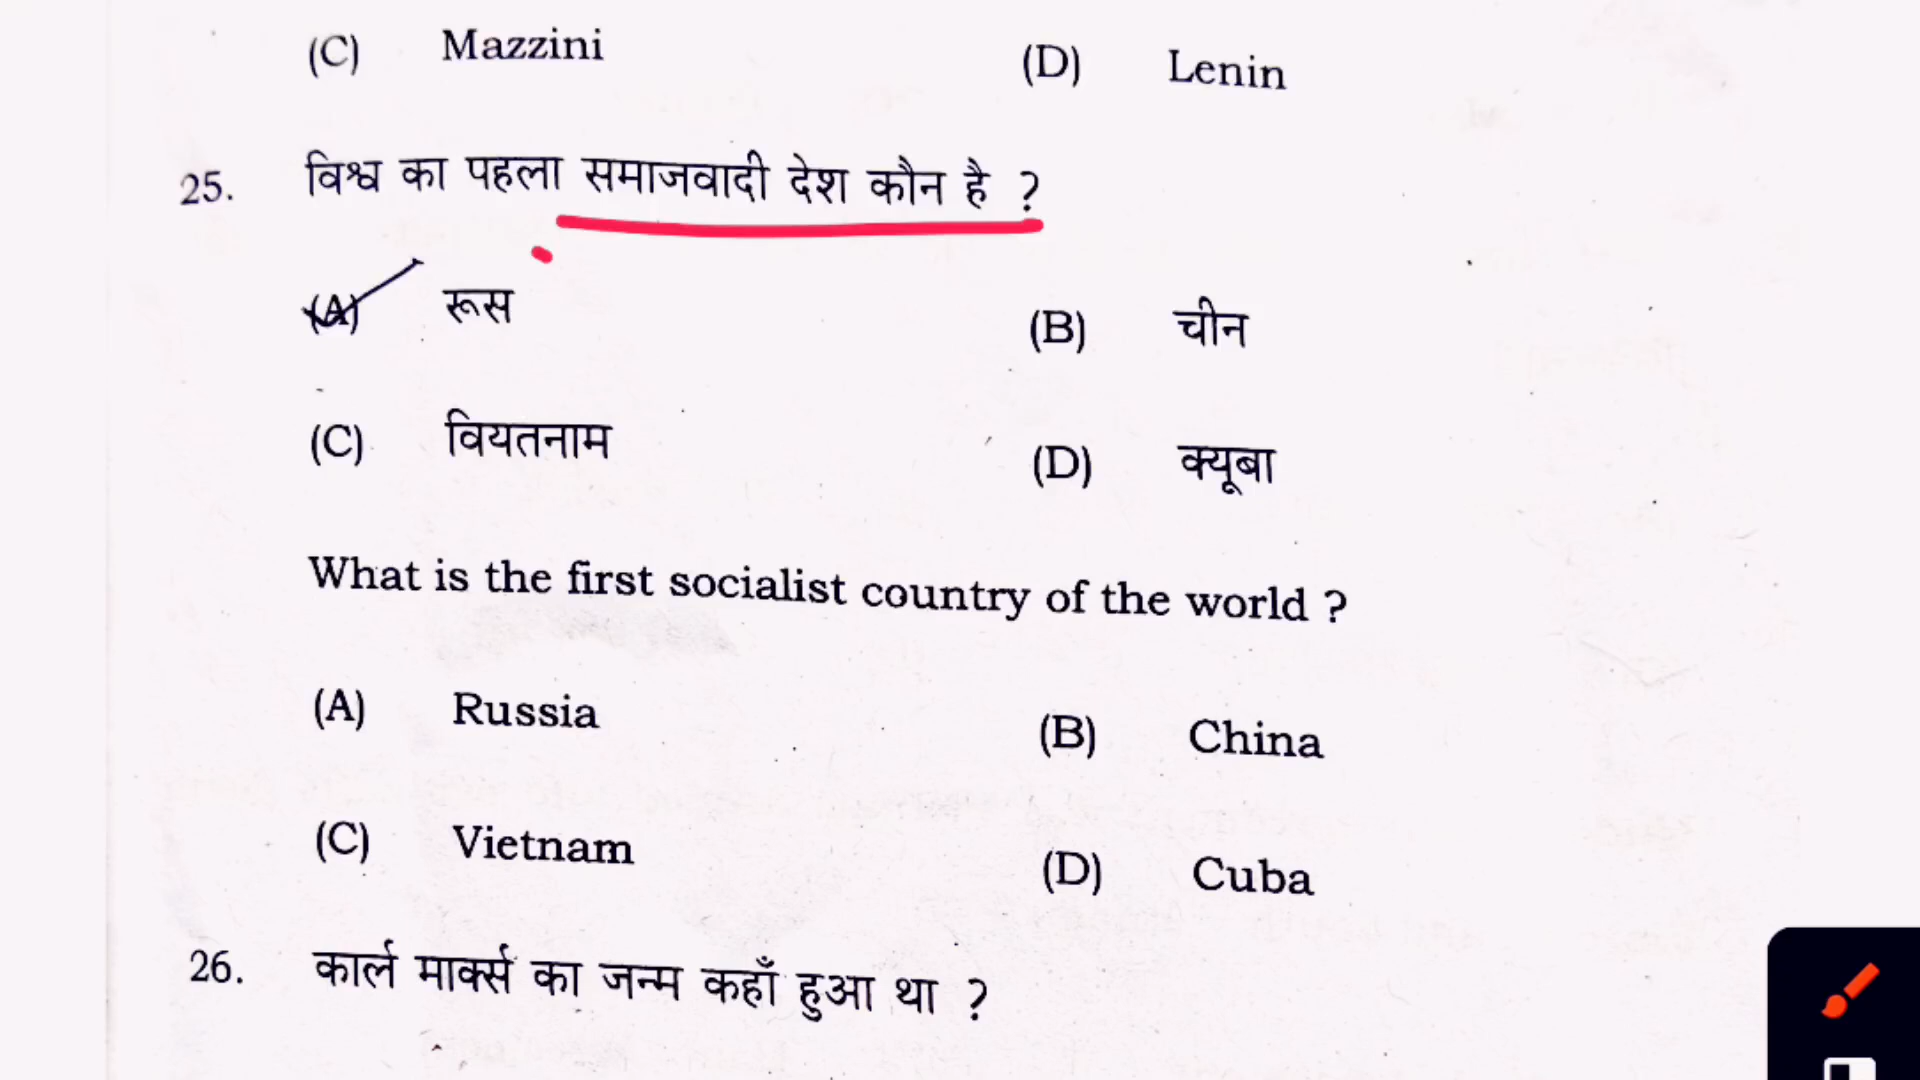 (C) Mazzini (D) Lenin
25. विश्व का पहला समाजवादी देश कौन है ?
(A) रूस (B) चीन
(C) वियतनाम (D) क्यूबा
What is the first socialist country of the world ?
(A) Russia (B) China
(C) Vietnam (D) Cuba
26. कार्ल मार्क्स का जन्म कहाँ हुआ था ?